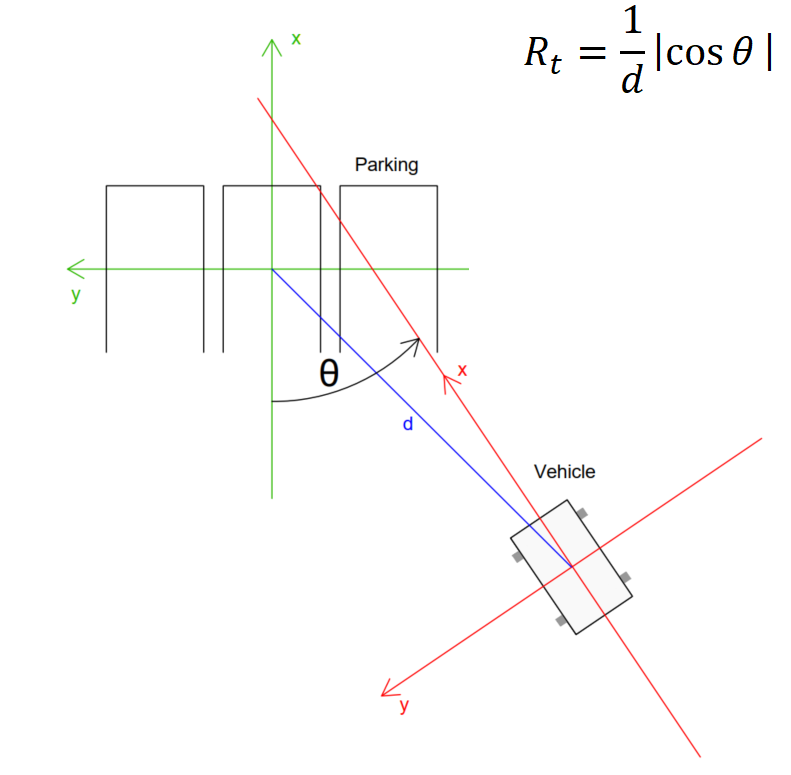 R_t = 1/d |cos θ|
x
Parking
y
θ
x
d
Vehicle
y